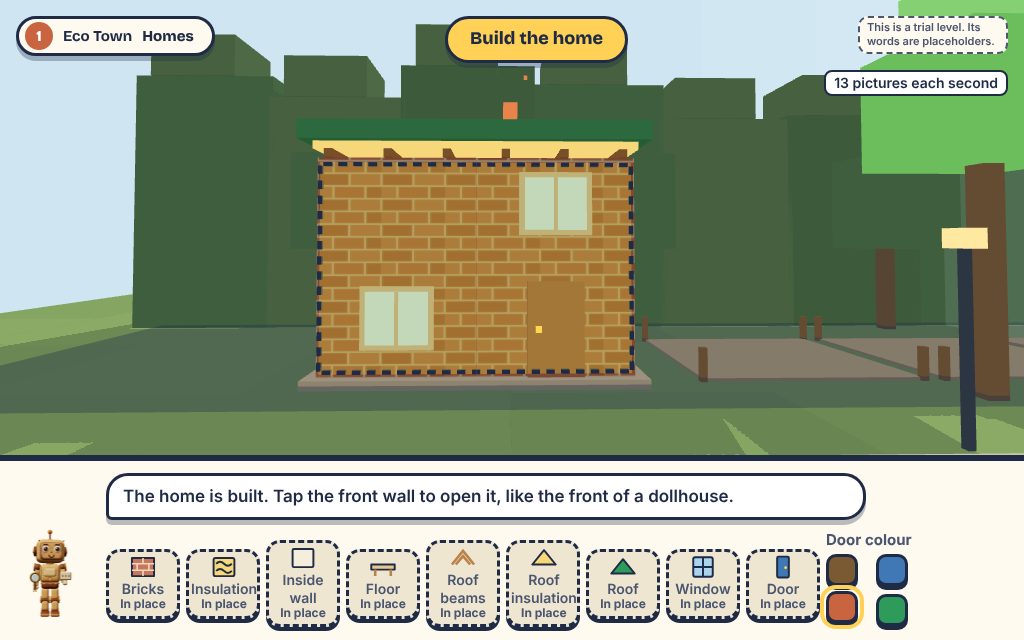 1 Eco Town Homes
Build the home
This is a trial level. Its
words are placeholders.
13 pictures each second
The home is built. Tap the front wall to open it, like the front of a dollhouse.
Door colour
Bricks
In place
Insulation
In place
Inside
wall
In place
Floor
In place
Roof
beams
In place
Roof
insulation
In place
Roof
In place
Window
In place
Door
In place